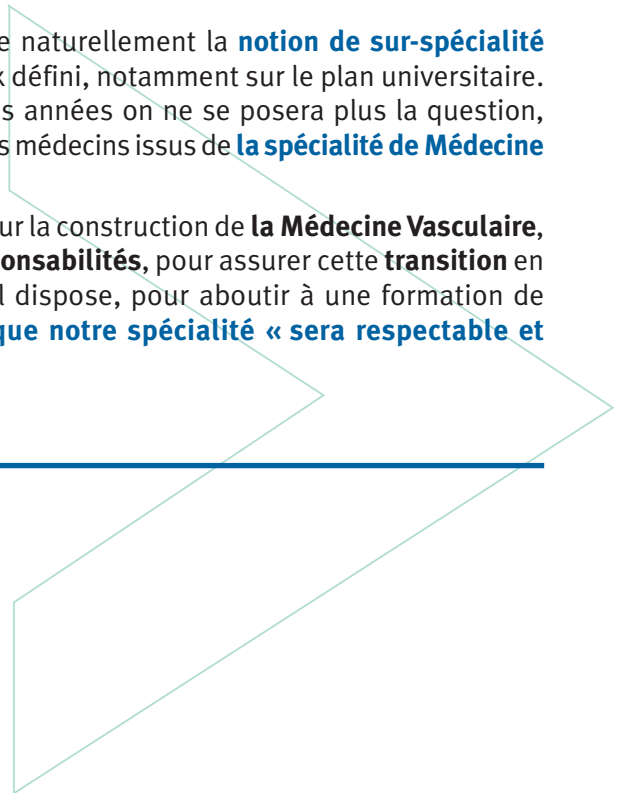 e naturellement la notion de sur-spécialité
x défini, notamment sur le plan universitaire.
s années on ne se posera plus la question,
s médecins issus de la spécialité de Médecine
ur la construction de la Médecine Vasculaire,
onsabilités, pour assurer cette transition en
l dispose, pour aboutir à une formation de
que notre spécialité « sera respectable et